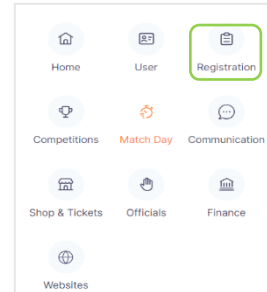 Home User Registration
Competitions Match Day Communication
Shop & Tickets Officials Finance
Websites